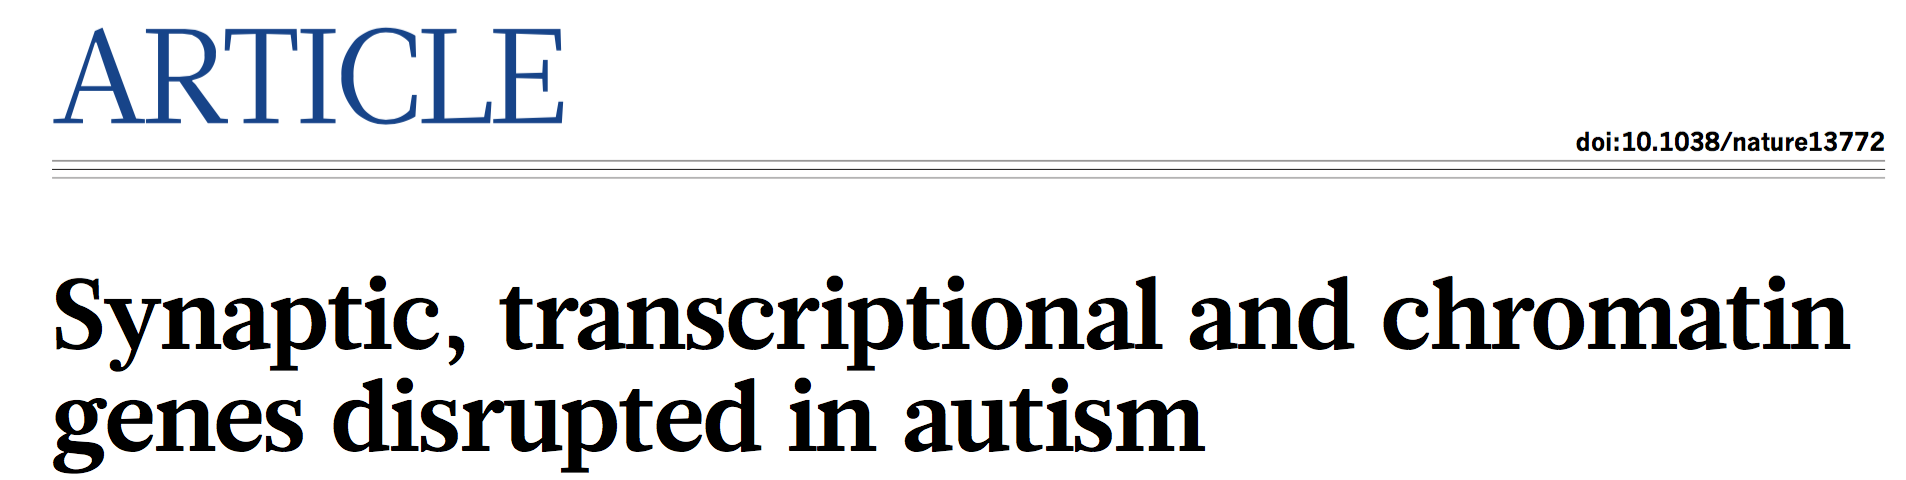 ARTICLE
doi:10.1038/nature13772
Synaptic, transcriptional and chromatin
genes disrupted in autism